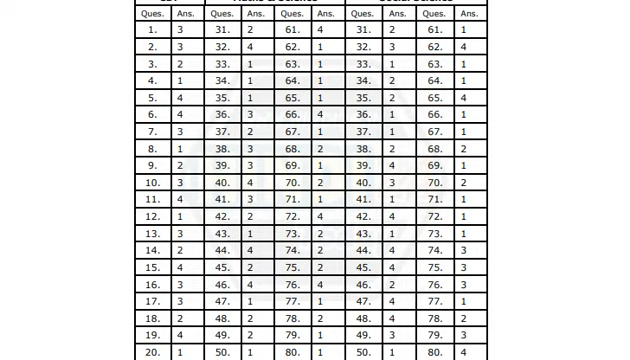 Ques. Ans. Ques. Ans. Ques. Ans. Ques. Ans. Ques. Ans.
1. 3 31. 2 61. 4 31. 2 61. 1
2. 3 32. 4 62. 1 32. 3 62. 4
3. 2 33. 1 63. 1 33. 1 63. 1
4. 1 34. 1 64. 1 34. 2 64. 1
5. 4 35. 1 65. 1 35. 2 65. 4
6. 4 36. 3 66. 4 36. 1 66. 1
7. 3 37. 2 67. 1 37. 1 67. 1
8. 1 38. 3 68. 2 38. 2 68. 2
9. 2 39. 3 69. 1 39. 4 69. 1
10. 3 40. 4 70. 2 40. 3 70. 2
11. 4 41. 3 71. 1 41. 1 71. 1
12. 1 42. 2 72. 4 42. 4 72. 1
13. 3 43. 1 73. 2 43. 1 73. 1
14. 2 44. 4 74. 2 44. 4 74. 3
15. 4 45. 2 75. 2 45. 4 75. 3
16. 3 46. 4 76. 4 46. 2 76. 3
17. 3 47. 1 77. 1 47. 4 77. 1
18. 2 48. 2 78. 2 48. 4 78. 2
19. 4 49. 2 79. 1 49. 3 79. 3
20. 1 50. 1 80. 1 50. 1 80. 4